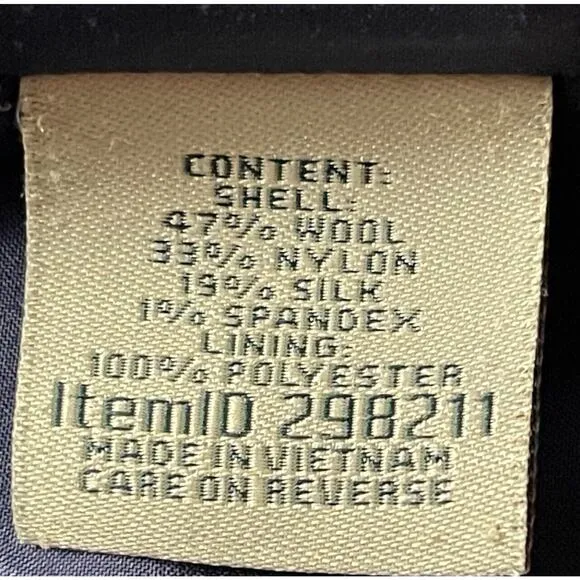 CONTENT:
SHELL:
47% WOOL
33% NYLON
19% SILK
1% SPANDEX
LINING:
100% POLYESTER
ItemID 298211
MADE IN VIETNAM
CARE ON REVERSE